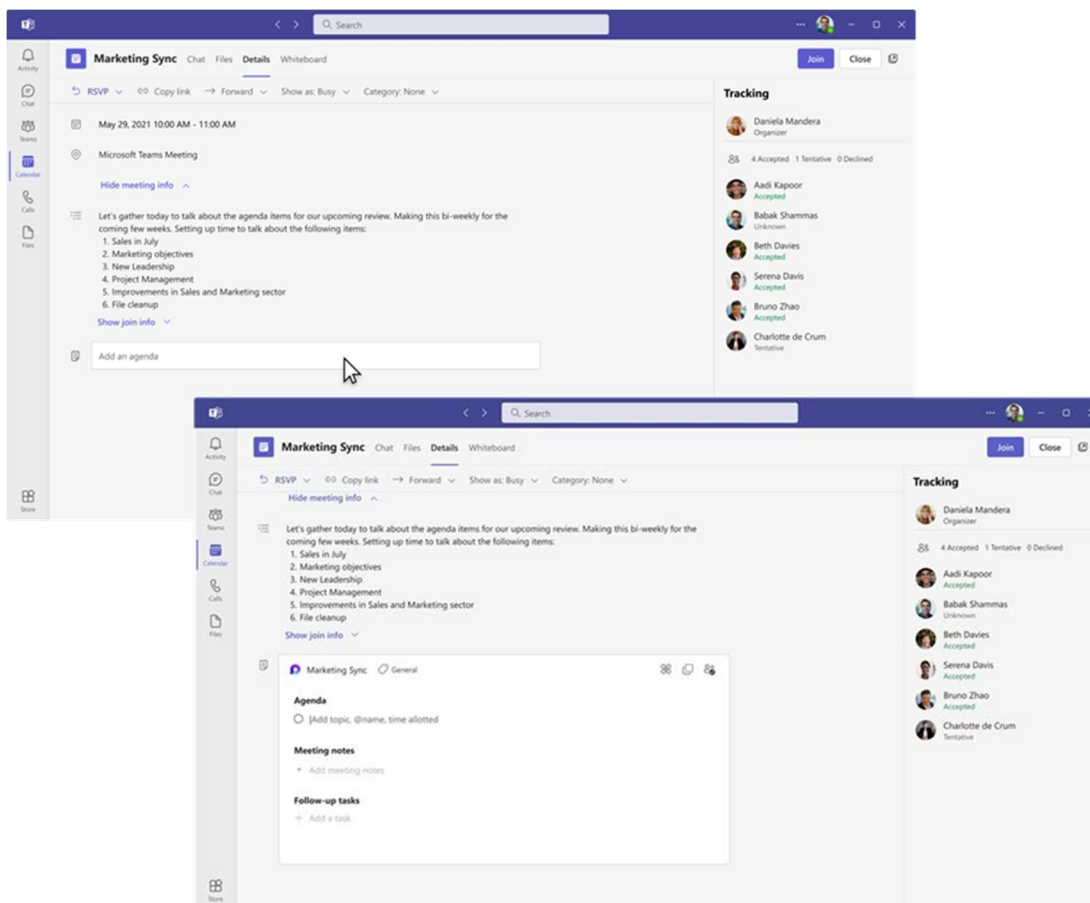 Search
Activity
Chat
Teams
Calendar
Calls
Files
Store
Marketing Sync Chat Files Details Whiteboard
Join Close
RSVP Copy link Forward Show as: Busy Category: None
May 29, 2021 10:00 AM - 11:00 AM
Microsoft Teams Meeting
Hide meeting info
Let's gather today to talk about the agenda items for our upcoming review. Making this bi-weekly for the
coming few weeks. Setting up time to talk about the following items:
1. Sales in July
2. Marketing objectives
3. New Leadership
4. Project Management
5. Improvements in Sales and Marketing sector
6. File cleanup
Show join info
Add an agenda
Tracking
Daniela Mandera
Organizer
4 Accepted 1 Tentative 0 Declined
Aadi Kapoor
Accepted
Babak Shammas
Unknown
Beth Davies
Accepted
Serena Davis
Accepted
Bruno Zhao
Accepted
Charlotte de Crum
Tentative
Search
Activity
Chat
Teams
Calendar
Calls
Files
Store
Marketing Sync Chat Files Details Whiteboard
Join Close
RSVP Copy link Forward Show as: Busy Category: None
Hide meeting info
Let's gather today to talk about the agenda items for our upcoming review. Making this bi-weekly for the
coming few weeks. Setting up time to talk about the following items:
1. Sales in July
2. Marketing objectives
3. New Leadership
4. Project Management
5. Improvements in Sales and Marketing sector
6. File cleanup
Show join info
Marketing Sync General
Agenda
Add topic, @name, time allotted
Meeting notes
Add meeting notes
Follow-up tasks
Add a task
Tracking
Daniela Mandera
Organizer
4 Accepted 1 Tentative 0 Declined
Aadi Kapoor
Accepted
Babak Shammas
Unknown
Beth Davies
Accepted
Serena Davis
Accepted
Bruno Zhao
Accepted
Charlotte de Crum
Tentative